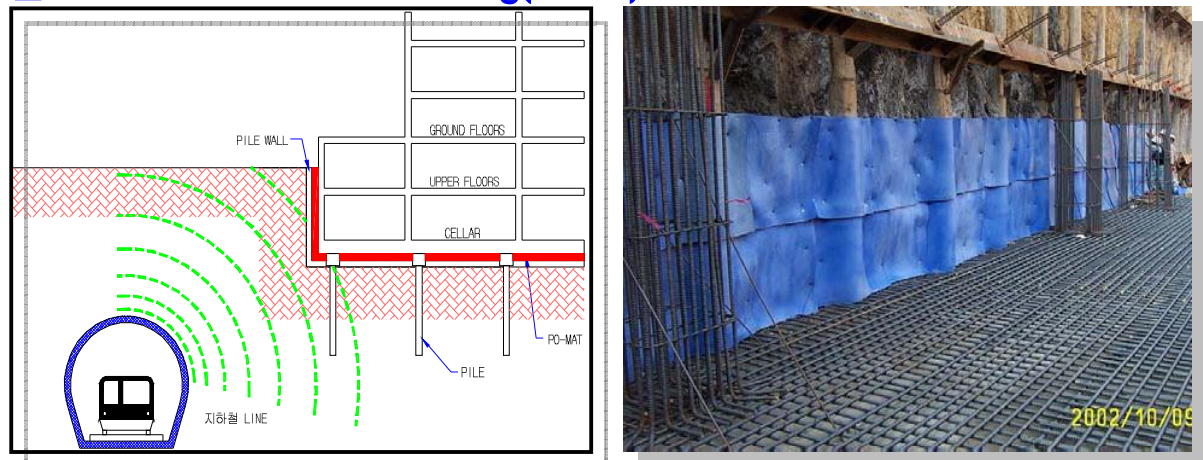 GROUND FLOORS
PILE WALL
UPPER FLOORS
CELLAR
PO-MAT
PILE
지하철 LINE
2002/10/09